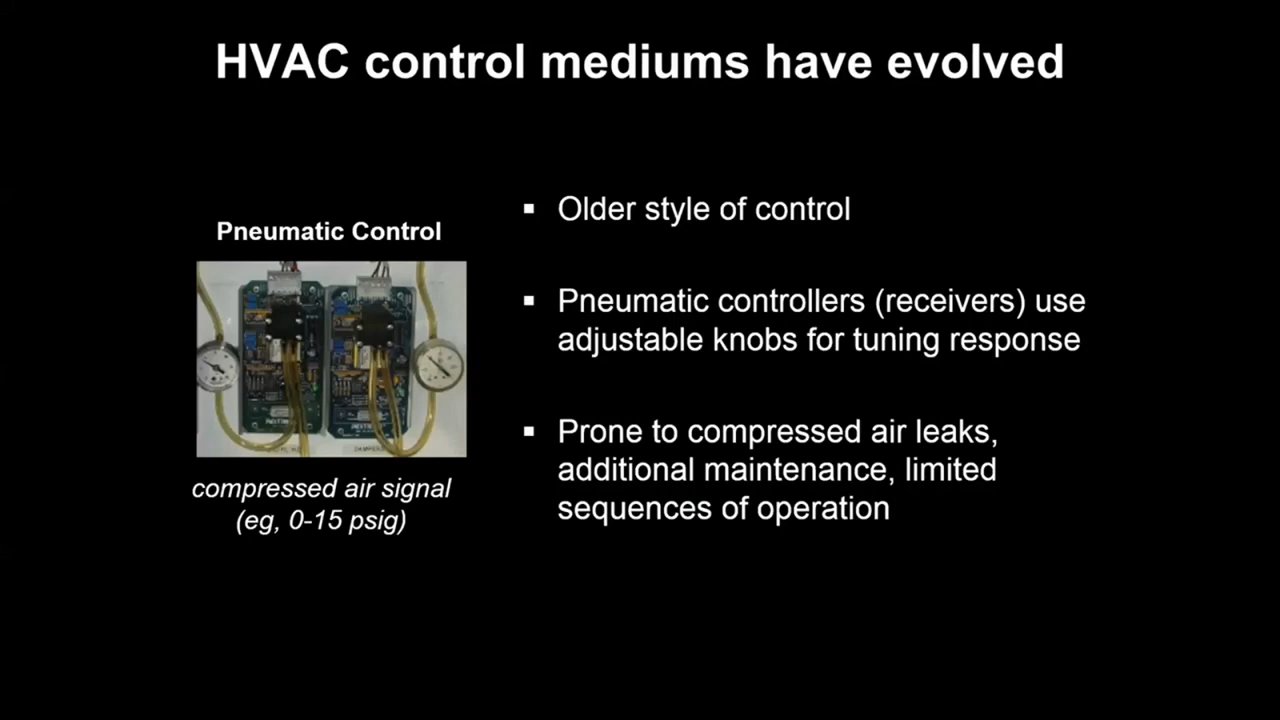 HVAC control mediums have evolved
Pneumatic Control
compressed air signal
(eg, 0-15 psig)
▪ Older style of control
▪ Pneumatic controllers (receivers) use
adjustable knobs for tuning response
▪ Prone to compressed air leaks,
additional maintenance, limited
sequences of operation